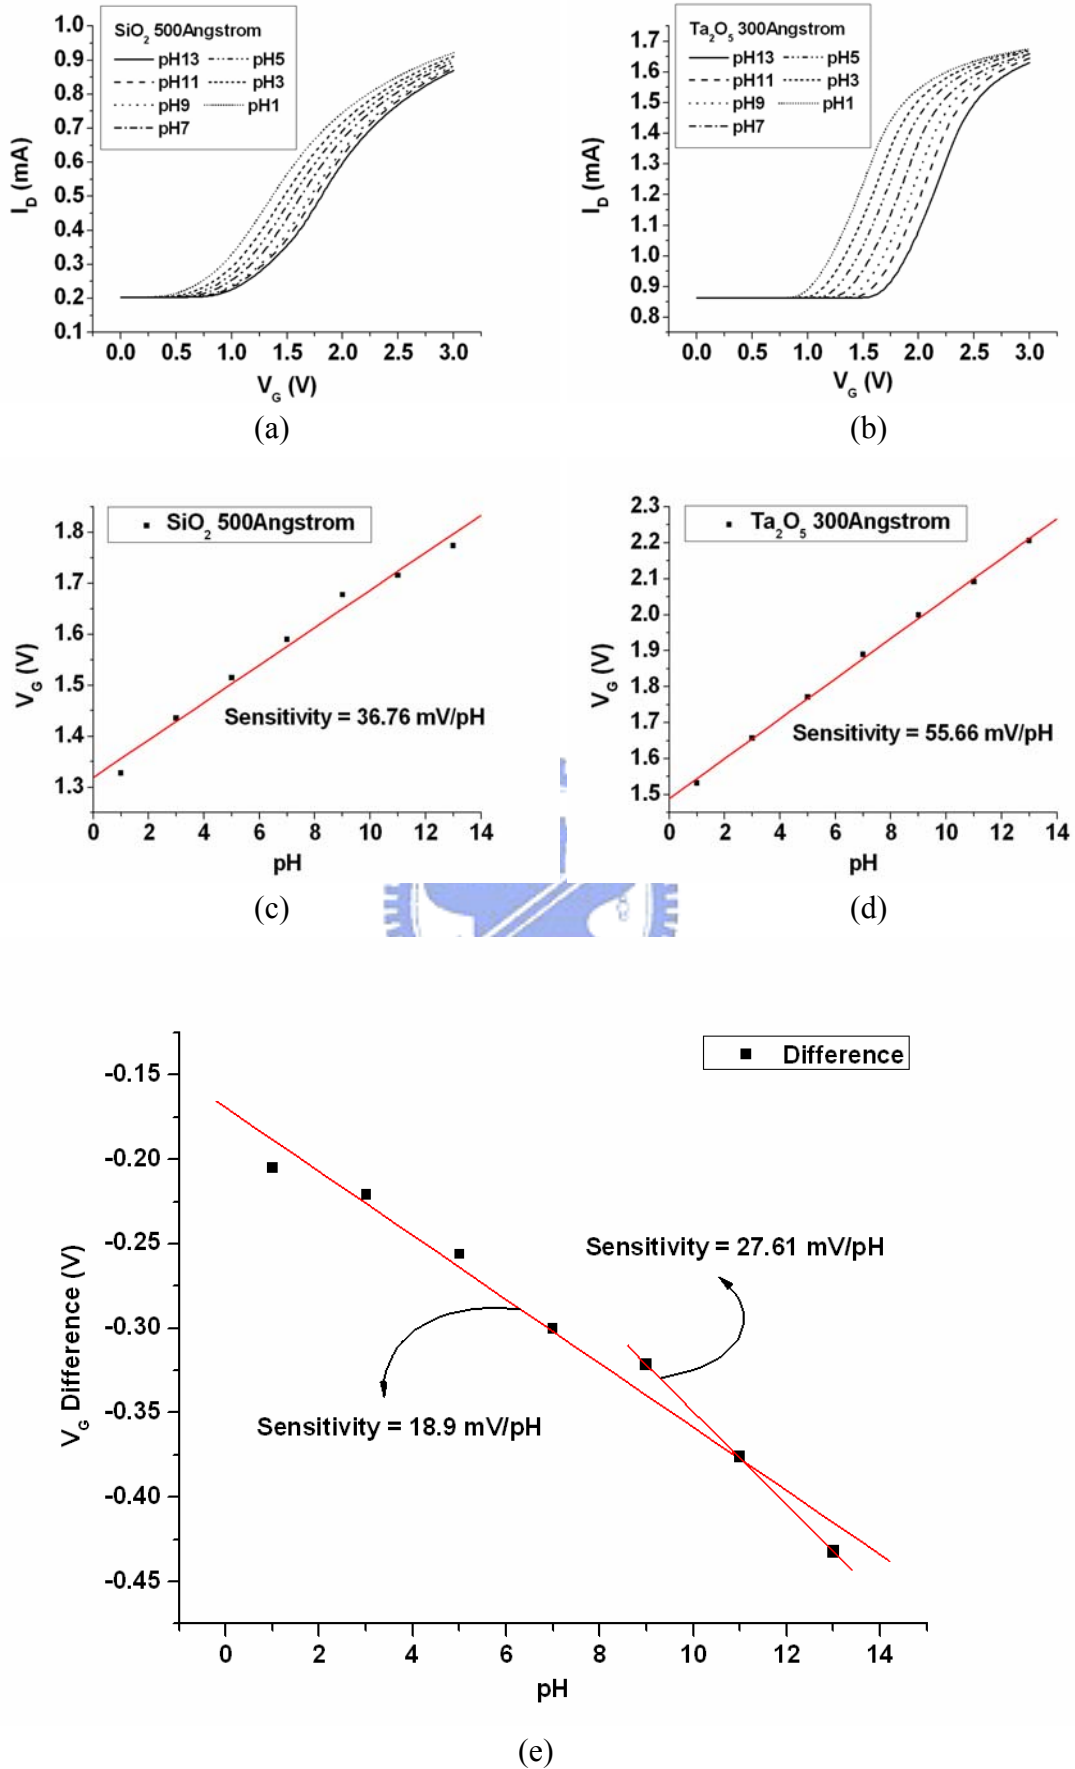 SiO2 500Angstrom
pH13 pH5
pH11 pH3
pH9 pH1
pH7
1.0
0.9
0.8
0.7
0.6
0.5
0.4
0.3
0.2
0.1
ID (mA)
0.0 0.5 1.0 1.5 2.0 2.5 3.0
VG (V)
(a)
Ta2O5 300Angstrom
pH13 pH5
pH11 pH3
pH9 pH1
pH7
1.7
1.6
1.5
1.4
1.3
1.2
1.1
1.0
0.9
0.8
ID (mA)
0.0 0.5 1.0 1.5 2.0 2.5 3.0
VG (V)
(b)
SiO2 500Angstrom
1.8
1.7
1.6
1.5
1.4
1.3
VG (V)
Sensitivity = 36.76 mV/pH
0 2 4 6 8 10 12 14
pH
(c)
Ta2O5 300Angstrom
2.3
2.2
2.1
2.0
1.9
1.8
1.7
1.6
1.5
VG (V)
Sensitivity = 55.66 mV/pH
0 2 4 6 8 10 12 14
pH
(d)
Difference
-0.15
-0.20
-0.25
-0.30
-0.35
-0.40
-0.45
VG Difference (V)
Sensitivity = 27.61 mV/pH
Sensitivity = 18.9 mV/pH
0 2 4 6 8 10 12 14
pH
(e)